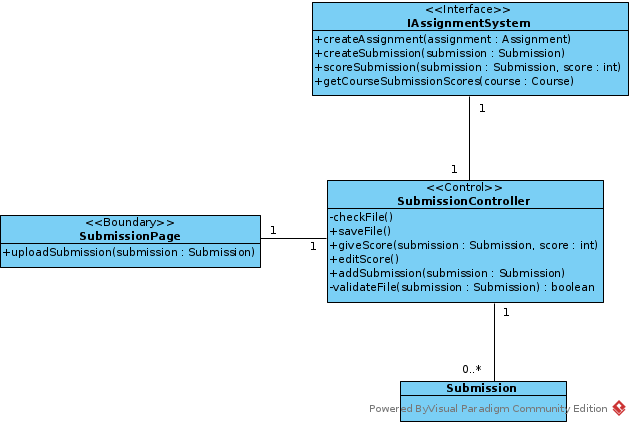 <<Interface>>
IAssignmentSystem
+createAssignment(assignment : Assignment)
+createSubmission(submission : Submission)
+scoreSubmission(submission : Submission, score : int)
+getCourseSubmissionScores(course : Course)
1
1
<<Control>>
SubmissionController
-checkFile()
+saveFile()
+giveScore(submission : Submission, score : int)
+editScore()
+addSubmission(submission : Submission)
-validateFile(submission : Submission) : boolean
<<Boundary>>
SubmissionPage
+uploadSubmission(submission : Submission)
1
1
1
0..*
Submission
Powered ByVisual Paradigm Community Edition